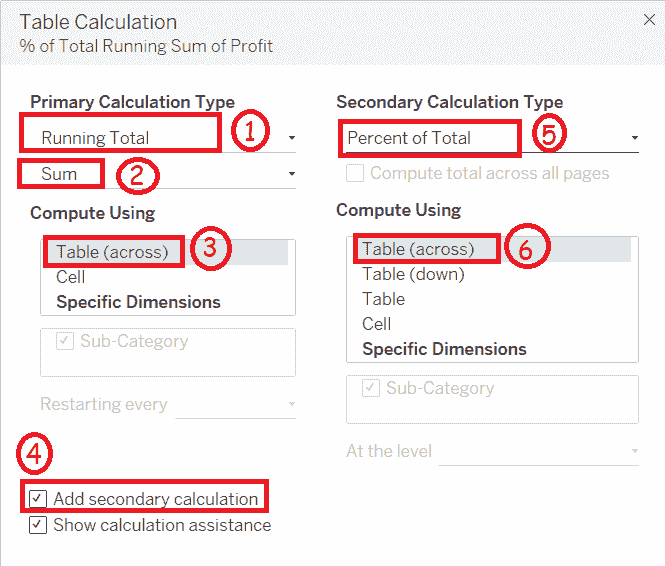 Table Calculation
% of Total Running Sum of Profit
Primary Calculation Type
Running Total
1
Sum
2
Compute Using
Table (across)
3
Cell
Specific Dimensions
Sub-Category
Restarting every
4
Add secondary calculation
Show calculation assistance
Secondary Calculation Type
Percent of Total
5
Compute total across all pages
Compute Using
Table (across)
6
Table (down)
Table
Cell
Specific Dimensions
Sub-Category
At the level